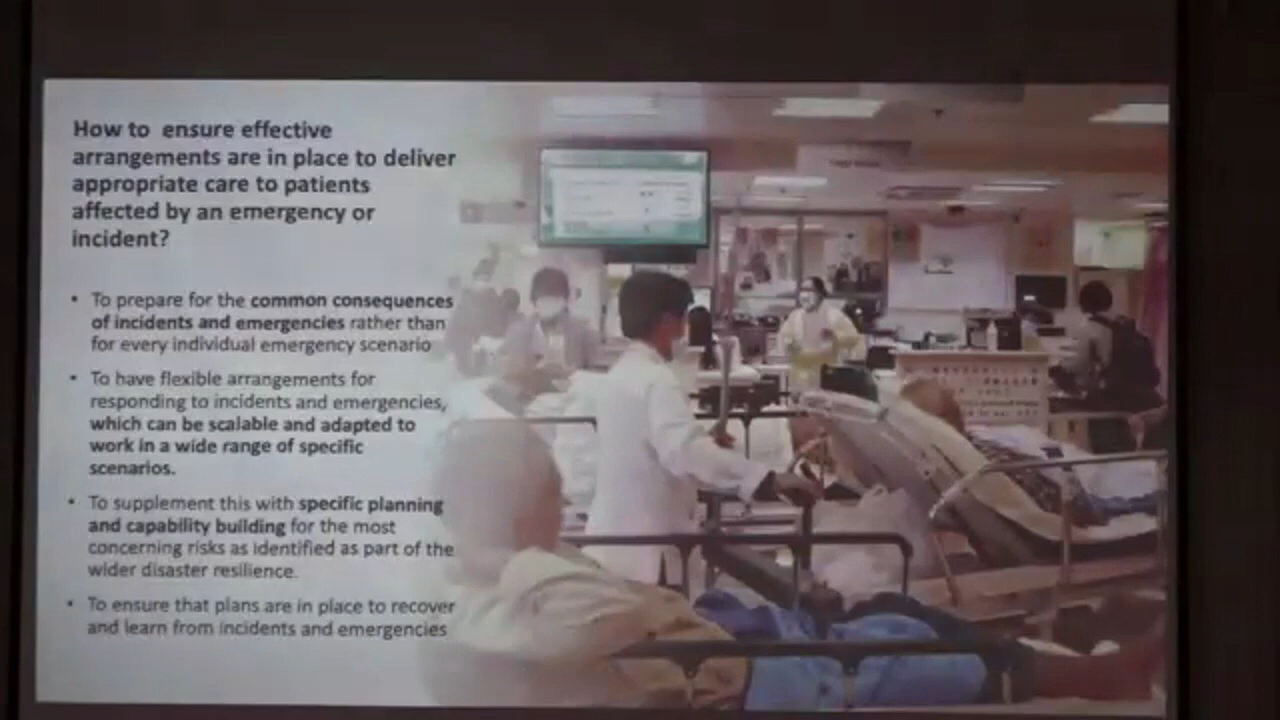 How to ensure effective
arrangements are in place to deliver
appropriate care to patients
affected by an emergency or
incident?
• To prepare for the common consequences
of incidents and emergencies rather than
for every individual emergency scenario
• To have flexible arrangements for
responding to incidents and emergencies,
which can be scalable and adapted to
work in a wide range of specific
scenarios.
• To supplement this with specific planning
and capability building for the most
concerning risks as identified as part of the
wider disaster resilience.
• To ensure that plans are in place to recover
and learn from incidents and emergencies